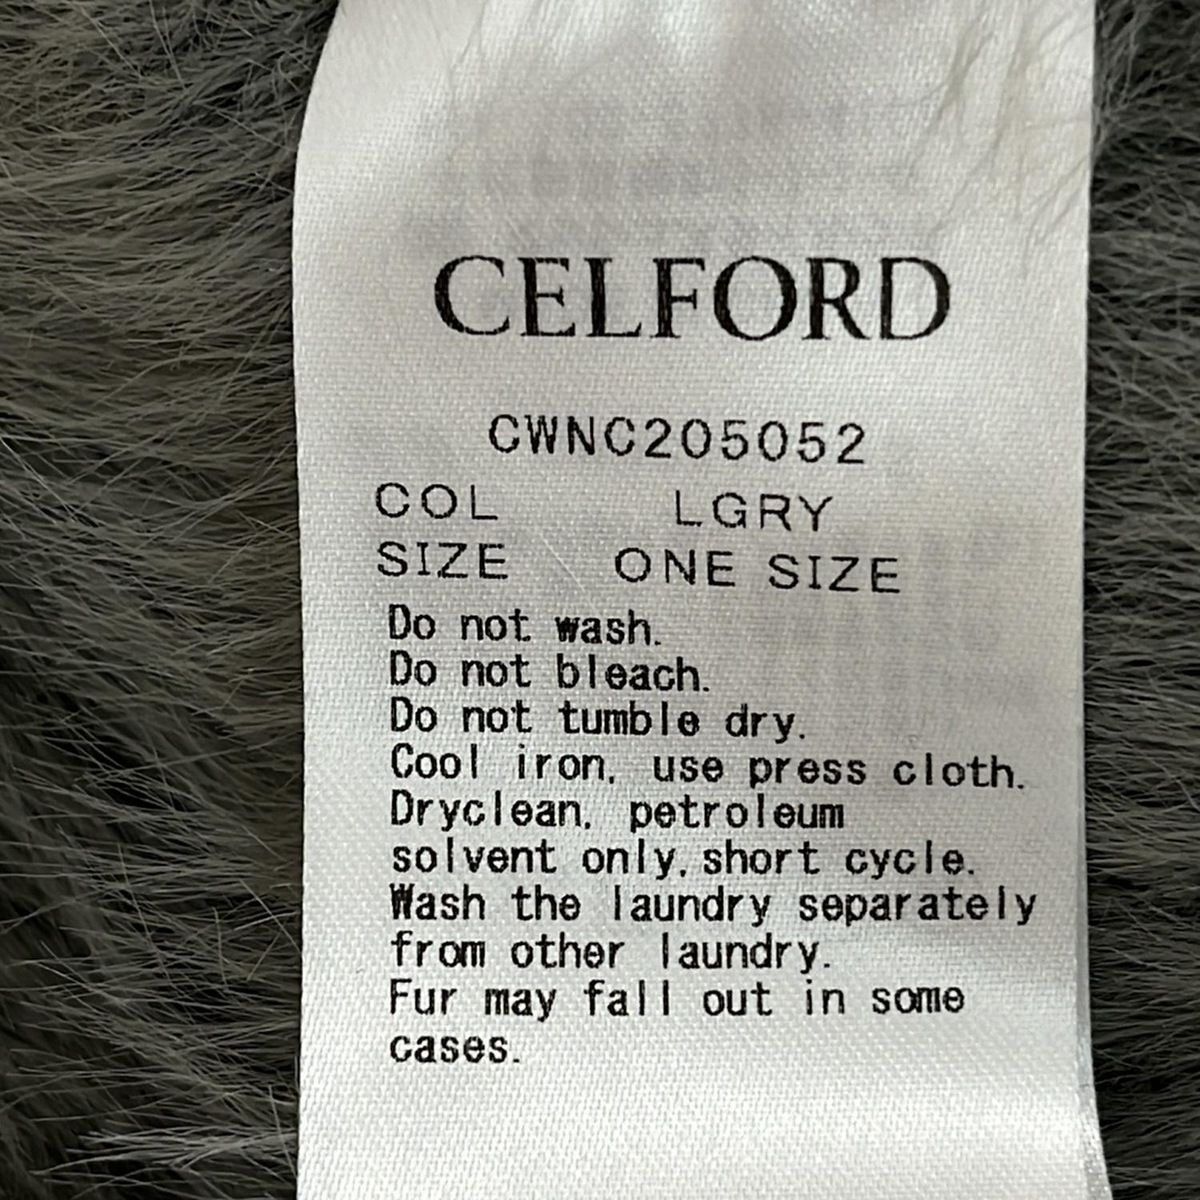 CELFORD
CWNC205052
COL LGRY
SIZE ONE SIZE
Do not wash.
Do not bleach.
Do not tumble dry.
Cool iron, use press cloth.
Dryclean, petroleum
solvent only, short cycle.
Wash the laundry separately
from other laundry.
Fur may fall out in some
cases.